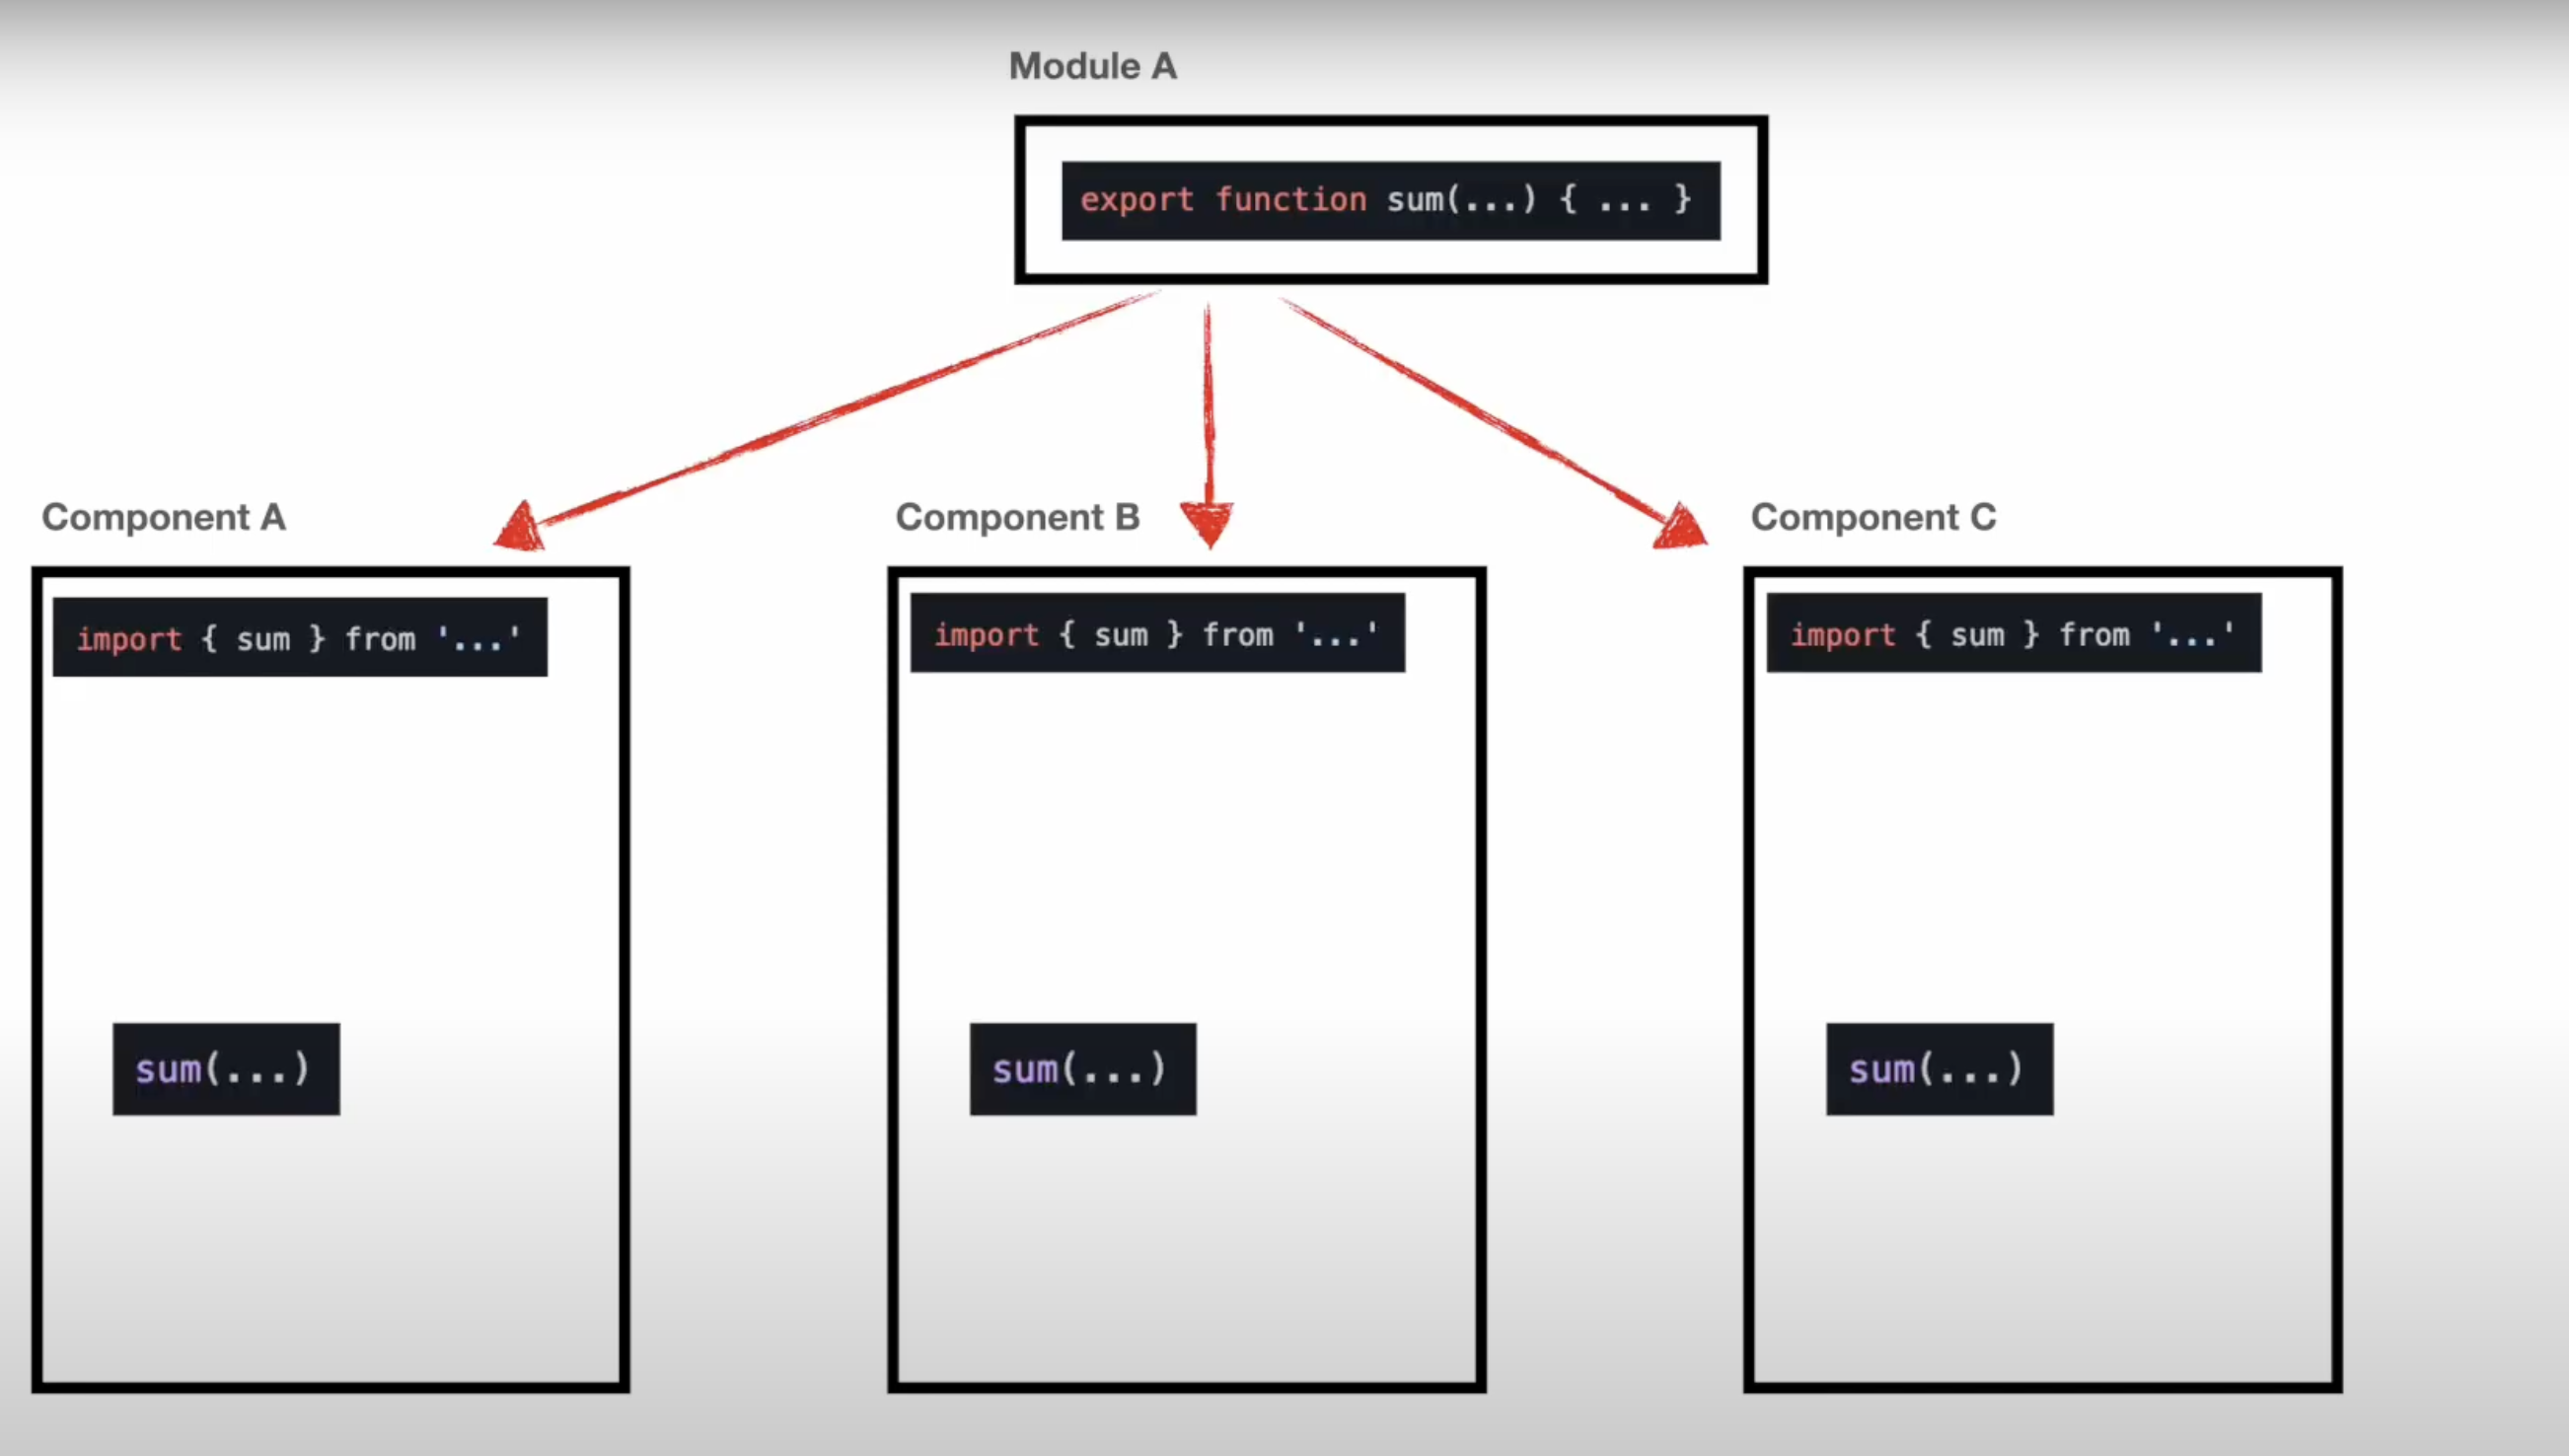 Module A
export function sum(...) { ... }
Component A
Component B
Component C
import { sum } from '...'
import { sum } from '...'
import { sum } from '...'
sum(...)
sum(...)
sum(...)